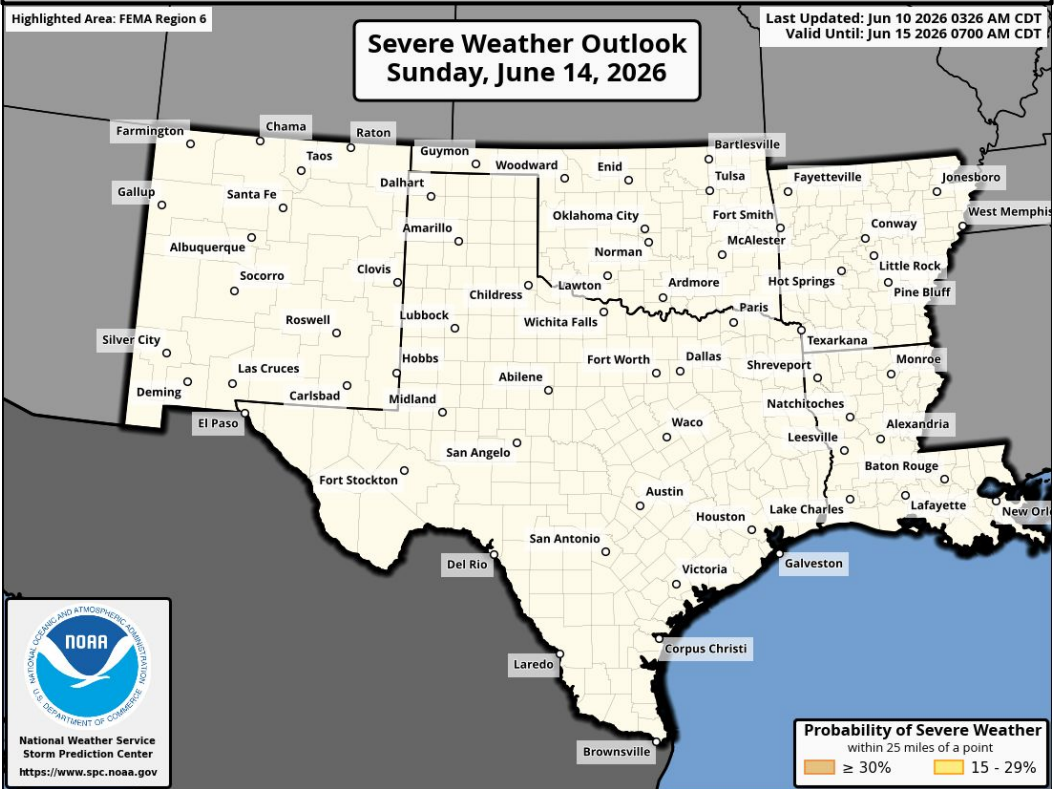 Highlighted Area: FEMA Region 6
Last Updated: Jun 10 2026 0326 AM CDT
Valid Until: Jun 15 2026 0700 AM CDT
Severe Weather Outlook
Sunday, June 14, 2026
Farmington
Chama
Raton
Taos
Guymon
Woodward
Enid
Bartlesville
Tulsa
Fayetteville
Jonesboro
Gallup
Santa Fe
Dalhart
Amarillo
Oklahoma City
Fort Smith
West Memphis
Conway
Albuquerque
Norman
McAlester
Socorro
Clovis
Childress
Lawton
Ardmore
Hot Springs
Little Rock
Pine Bluff
Roswell
Lubbock
Wichita Falls
Paris
Texarkana
Silver City
Hobbs
Fort Worth
Dallas
Shreveport
Monroe
Las Cruces
Abilene
Deming
Carlsbad
Midland
Natchitoches
El Paso
Waco
Leesville
Alexandria
San Angelo
Baton Rouge
Fort Stockton
Austin
Houston
Lake Charles
Lafayette
New Orl
San Antonio
Del Rio
Galveston
Victoria
Corpus Christi
Laredo
Brownsville
NATIONAL OCEANIC AND ATMOSPHERIC ADMINISTRATION
NOAA
U.S. DEPARTMENT OF COMMERCE
National Weather Service
Storm Prediction Center
https://www.spc.noaa.gov
Probability of Severe Weather
within 25 miles of a point
≥ 30%
15 - 29%